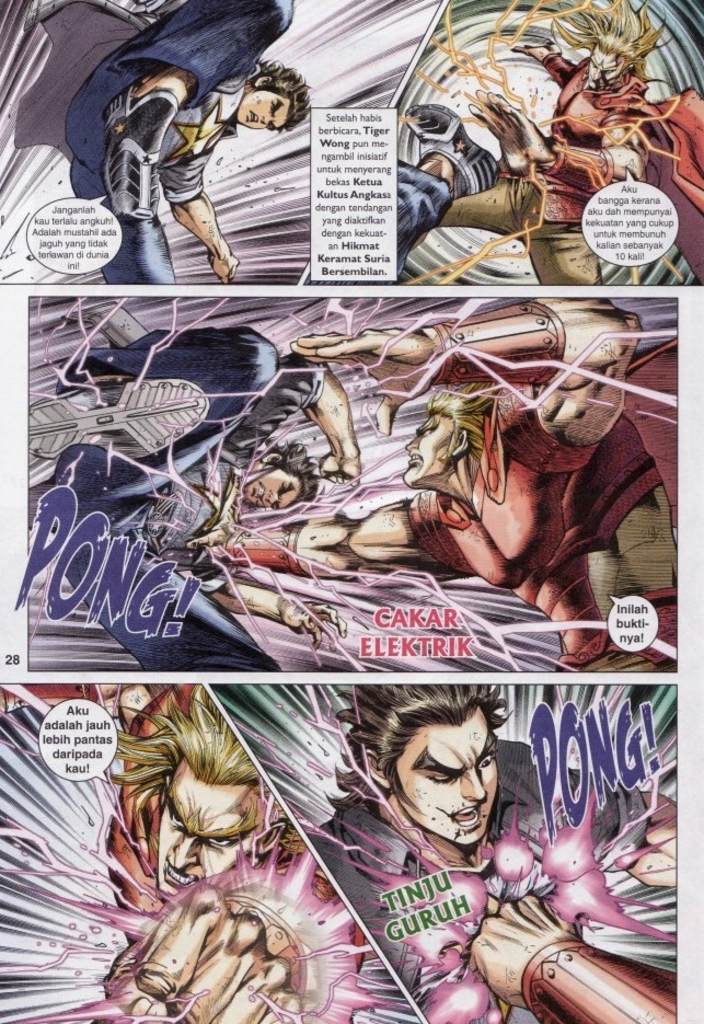 Janganlah
kau terlalu angkuh!
Adalah mustahil ada
jaguh yang tidak
tertawan di dunia
ini!
Setelah habis
berbicara, Tiger
Wong pun me-
ngambil inisiatif
untuk menyerang
bekas Ketua
Kultus Angkasa
dengan tendangan
yang diaktifkan
dengan kekuat-
an Hikmat
Keramat Suria
Bersembilan.
Aku
bangga kerana
aku dah mempunyai
kekuatan yang cukup
untuk membunuh
kalian sebanyak
10 kali!
PONG!
CAKAR
ELEKTRIK
Inilah
bukti-
nya!
28
Aku
adalah jauh
lebih pantas
daripada
kau!
PONG!
TINJU
GURUH